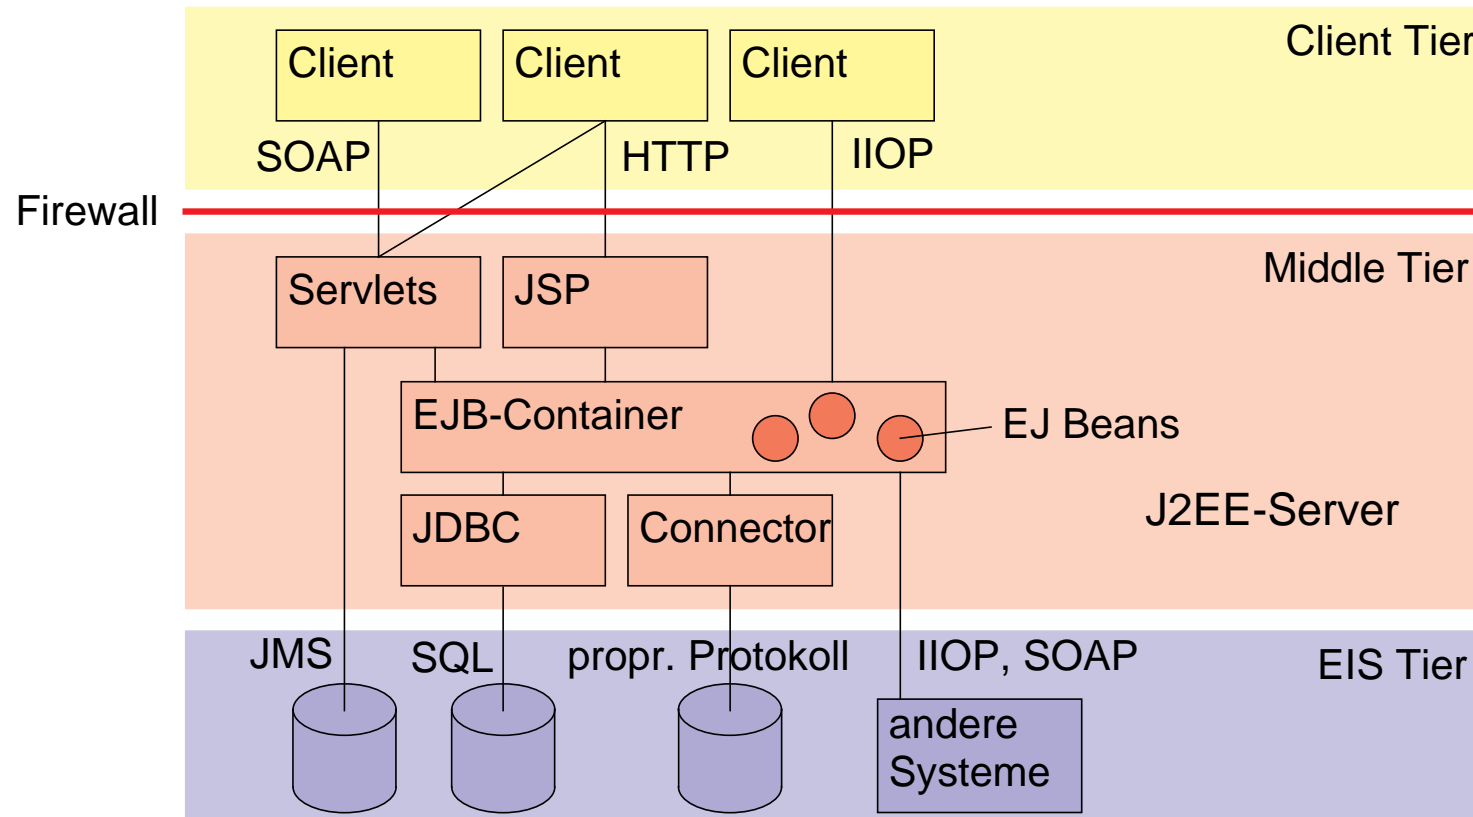 Client Tier
Client
Client
Client
SOAP
HTTP
IIOP
Firewall
Middle Tier
Servlets
JSP
EJB-Container
EJ Beans
J2EE-Server
JDBC
Connector
JMS
SQL
propr. Protokoll
IIOP, SOAP
EIS Tier
andere
Systeme